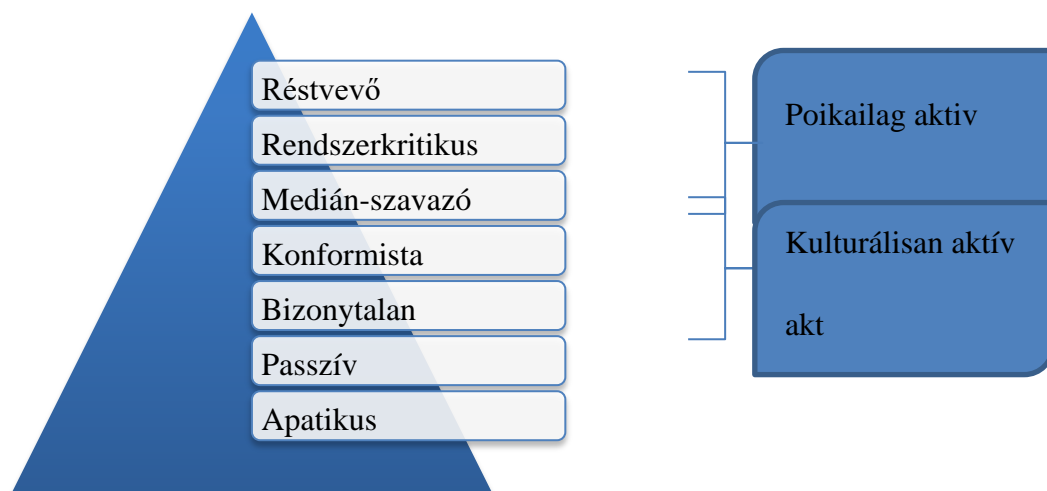 Réstvevő
Rendszerkritikus
Medián-szavazó
Konformista
Bizonytalan
Passzív
Apatikus
Poikailag aktiv
Kulturálisan aktív
akt